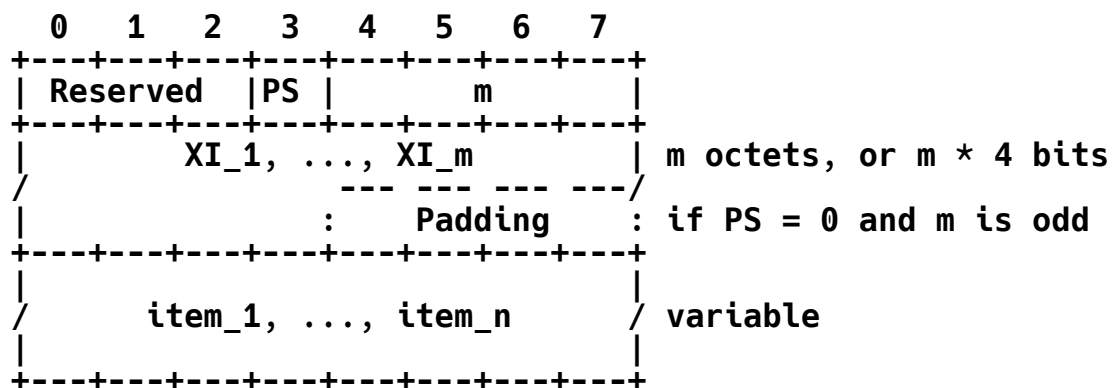 0   1   2   3   4   5   6   7
+---+---+---+---+---+---+---+---+
| Reserved  |PS |       m       |
+---+---+---+---+---+---+---+---+
|        XI_1, ..., XI_m        | m octets, or m * 4 bits
/                --- --- --- ---/
|               :    Padding    : if PS = 0 and m is odd
+---+---+---+---+---+---+---+---+
|                               |
/      item_1, ..., item_n      / variable
|                               |
+---+---+---+---+---+---+---+---+